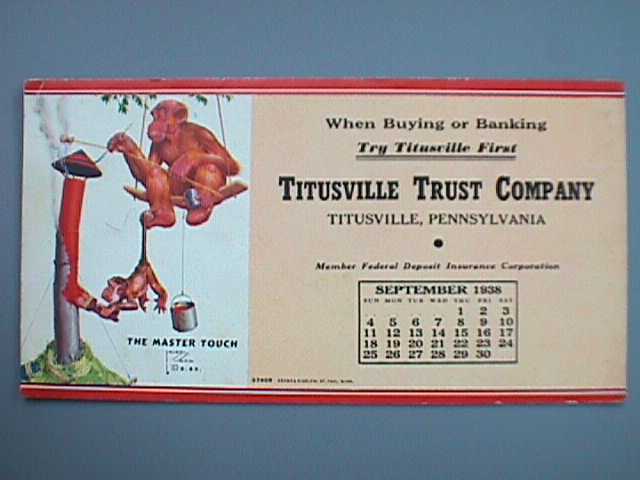 When Buying or Banking
Try Titusville First
TITUSVILLE TRUST COMPANY
TITUSVILLE, PENNSYLVANIA
Member Federal Deposit Insurance Corporation
SEPTEMBER 1938
SUN MON TUE WED THU FRI SAT
1 2 3
4 5 6 7 8 9 10
11 12 13 14 15 16 17
18 19 20 21 22 23 24
25 26 27 28 29 30
THE MASTER TOUCH